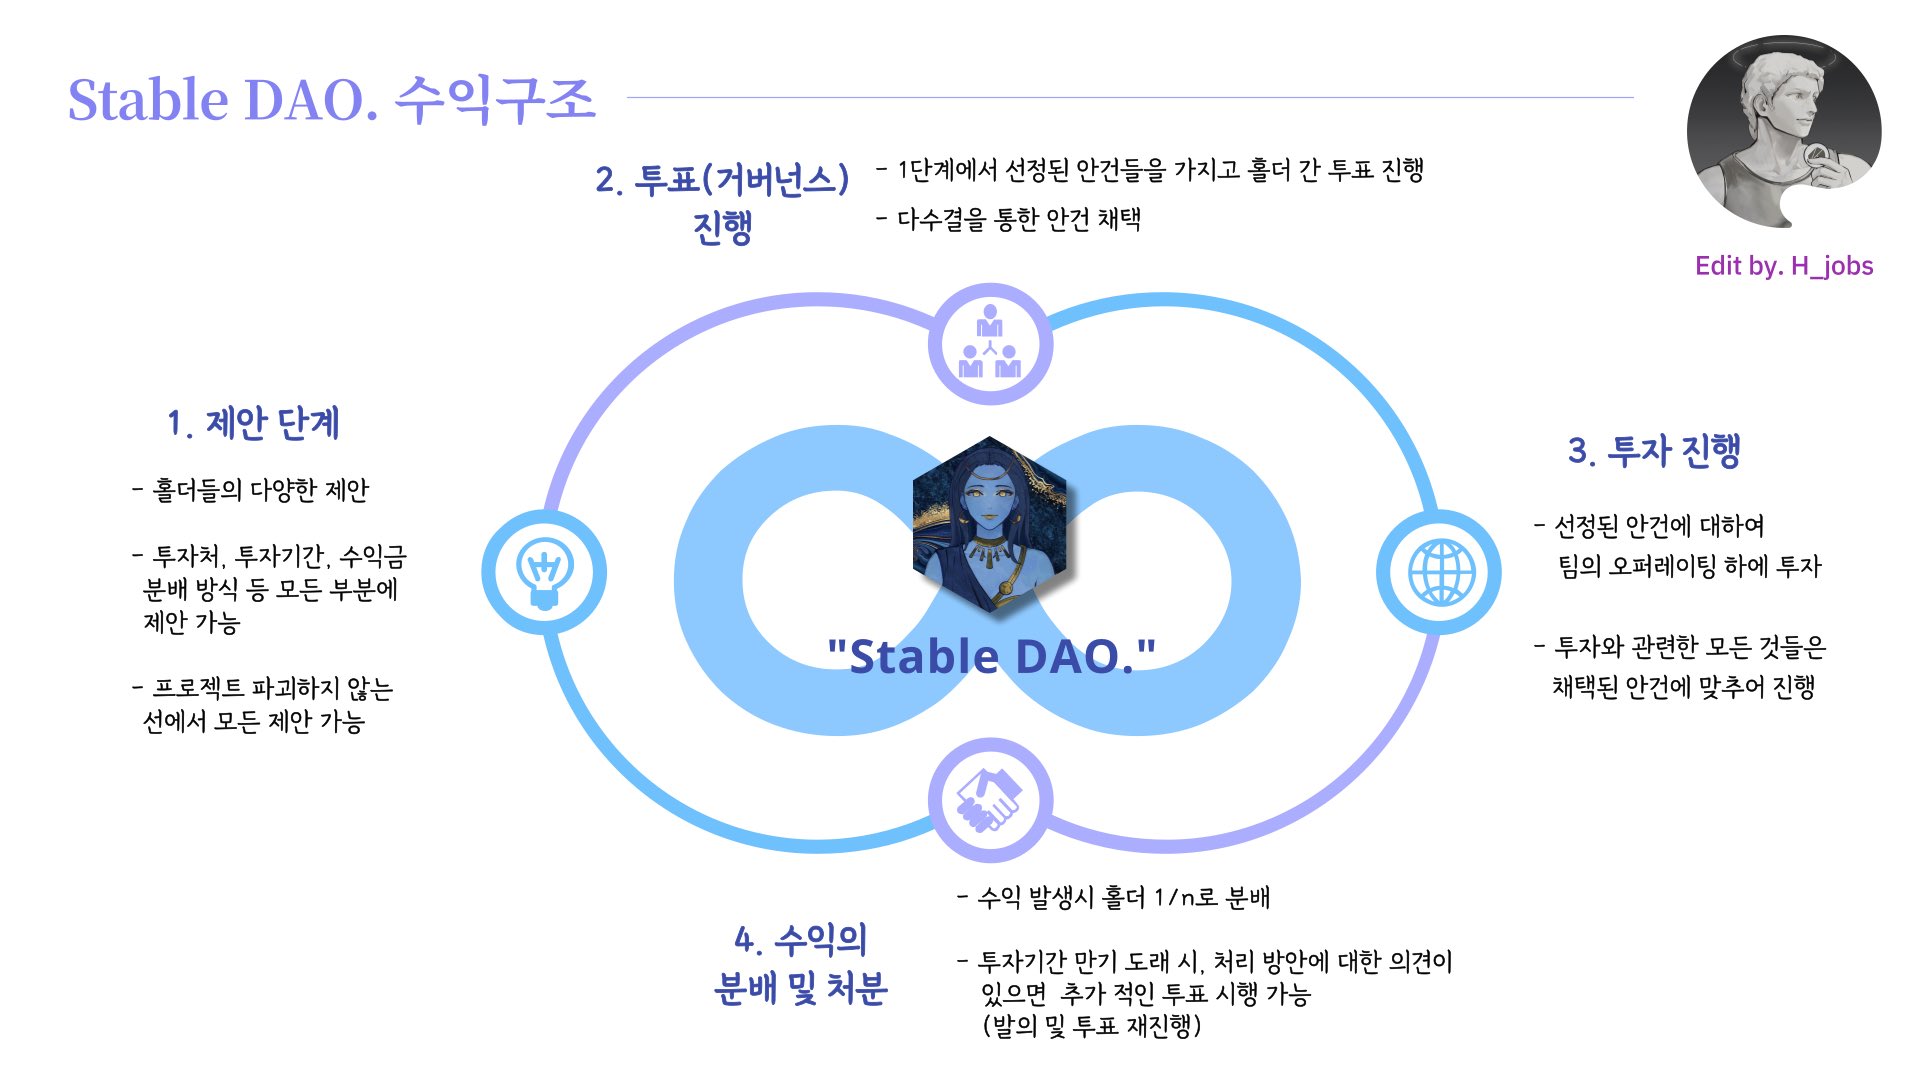 Stable DAO. 수익구조
Edit by. H_jobs
2. 투표(거버넌스)
진행
- 1단계에서 선정된 안건들을 가지고 홀더 간 투표 진행
- 다수결을 통한 안건 채택
1. 제안 단계
- 홀더들의 다양한 제안
- 투자처, 투자기간, 수익금
분배 방식 등 모든 부분에
제안 가능
- 프로젝트 파괴하지 않는
선에서 모든 제안 가능
"Stable DAO."
3. 투자 진행
- 선정된 안건에 대하여
팀의 오퍼레이팅 하에 투자
- 투자와 관련한 모든 것들은
채택된 안건에 맞추어 진행
4. 수익의
분배 및 처분
- 수익 발생시 홀더 1/n로 분배
- 투자기간 만기 도래 시, 처리 방안에 대한 의견이
있으면 추가 적인 투표 시행 가능
(발의 및 투표 재진행)